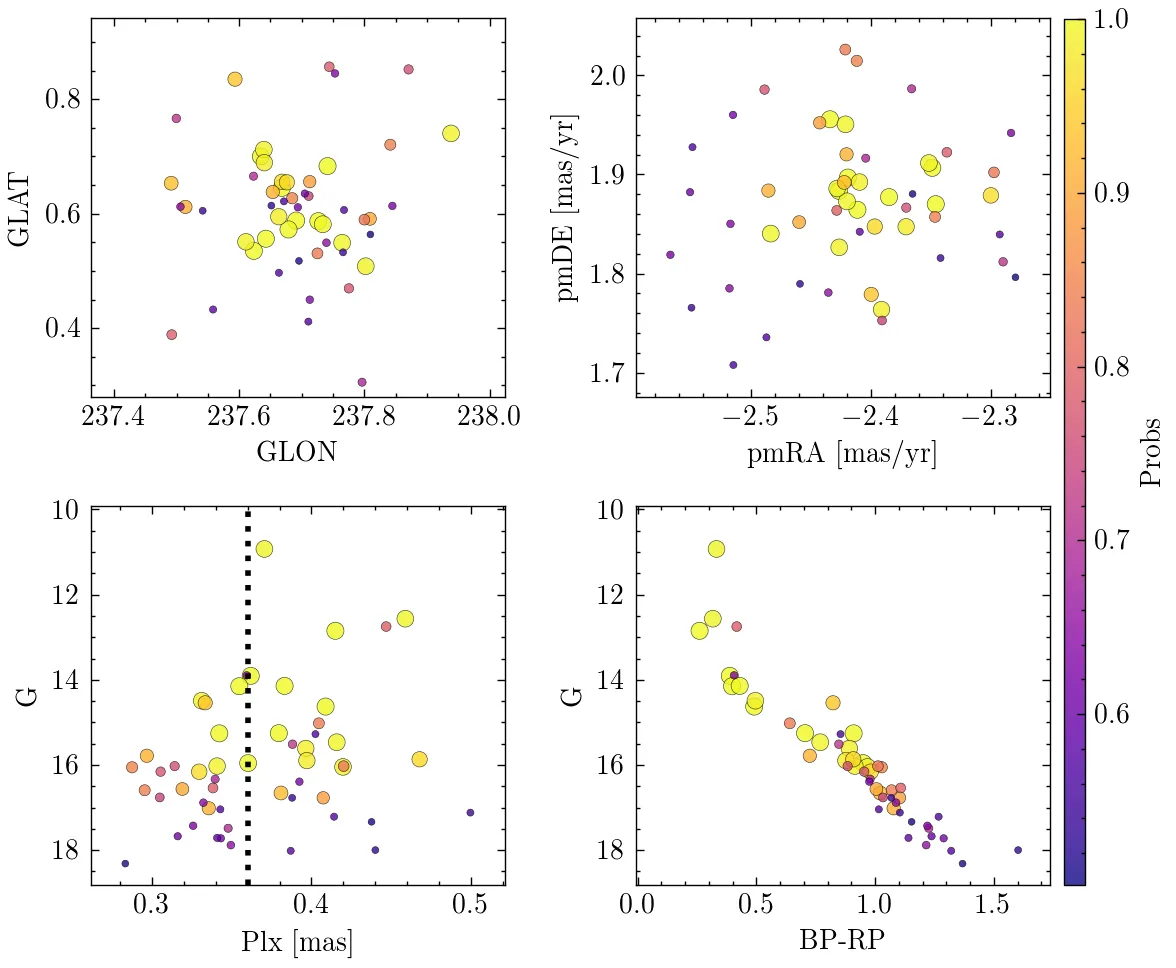 0.8
0.6
0.4
GLAT
237.4 237.6 237.8 238.0
GLON
2.0
1.9
1.8
1.7
pmDE [mas/yr]
−2.5 −2.4 −2.3
pmRA [mas/yr]
1.0
0.9
0.8
0.7
0.6
Probs
10
12
14
16
18
G
0.3 0.4 0.5
Plx [mas]
10
12
14
16
18
G
0.0 0.5 1.0 1.5
BP-RP